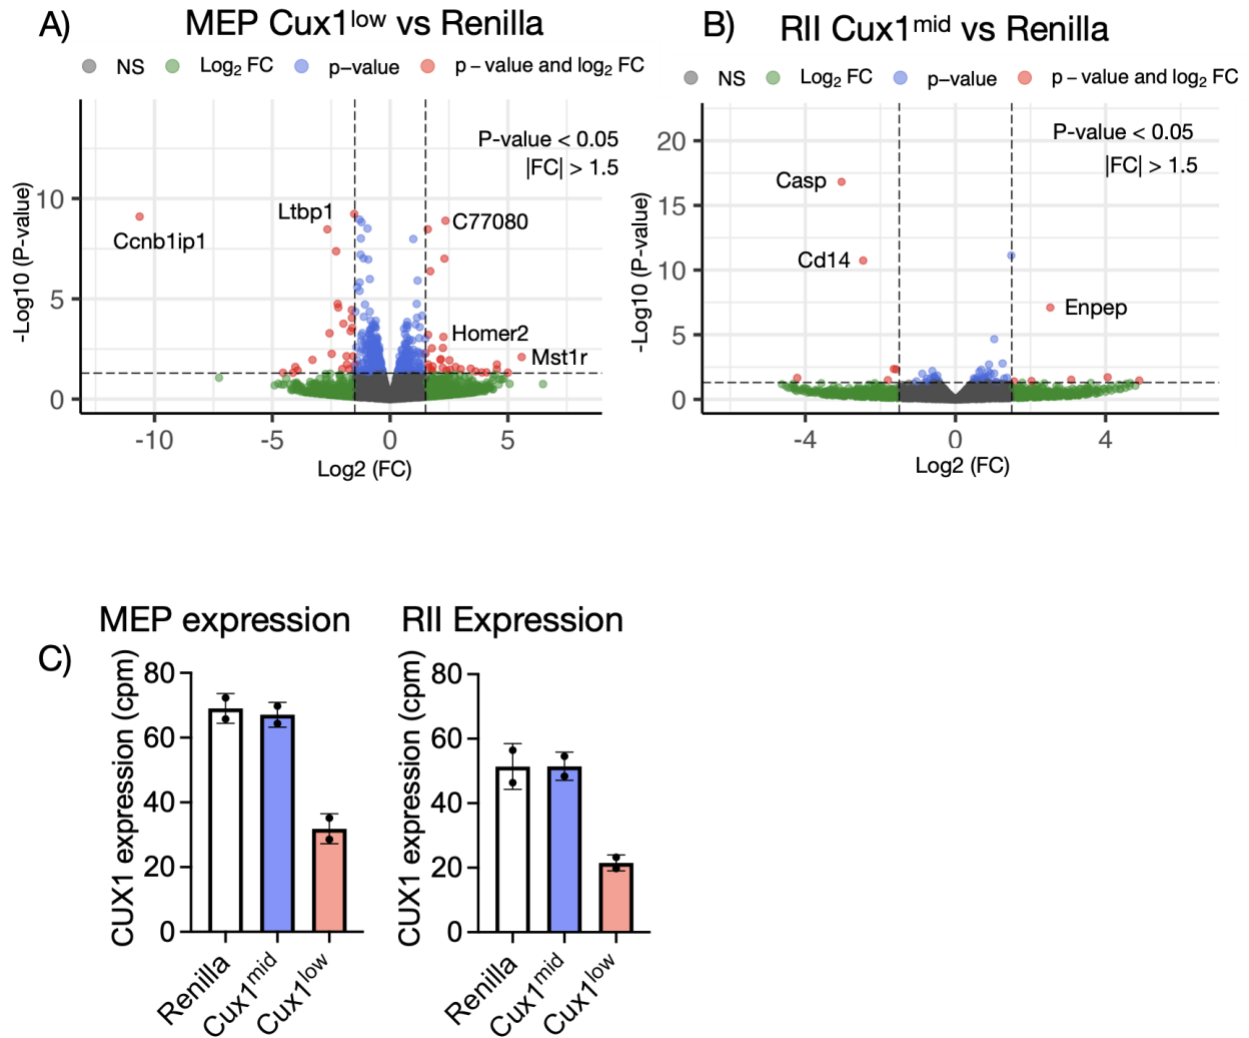 A)
MEP Cux1low vs Renilla
NS
Log2 FC
p–value
p – value and log2 FC
P-value < 0.05
|FC| > 1.5
Ltbp1
C77080
Ccnb1ip1
Homer2
Mst1r
-Log10 (P-value)
10
5
0
-10
-5
0
5
Log2 (FC)
B)
RII Cux1mid vs Renilla
NS
Log2 FC
p–value
p – value and log2 FC
P-value < 0.05
|FC| > 1.5
Casp
Cd14
Enpep
-Log10 (P-value)
20
15
10
5
0
-4
0
4
Log2 (FC)
C)
MEP expression
CUX1 expression (cpm)
80
60
40
20
0
Renilla
Cux1mid
Cux1low
RII Expression
CUX1 expression (cpm)
80
60
40
20
0
Renilla
Cux1mid
Cux1low